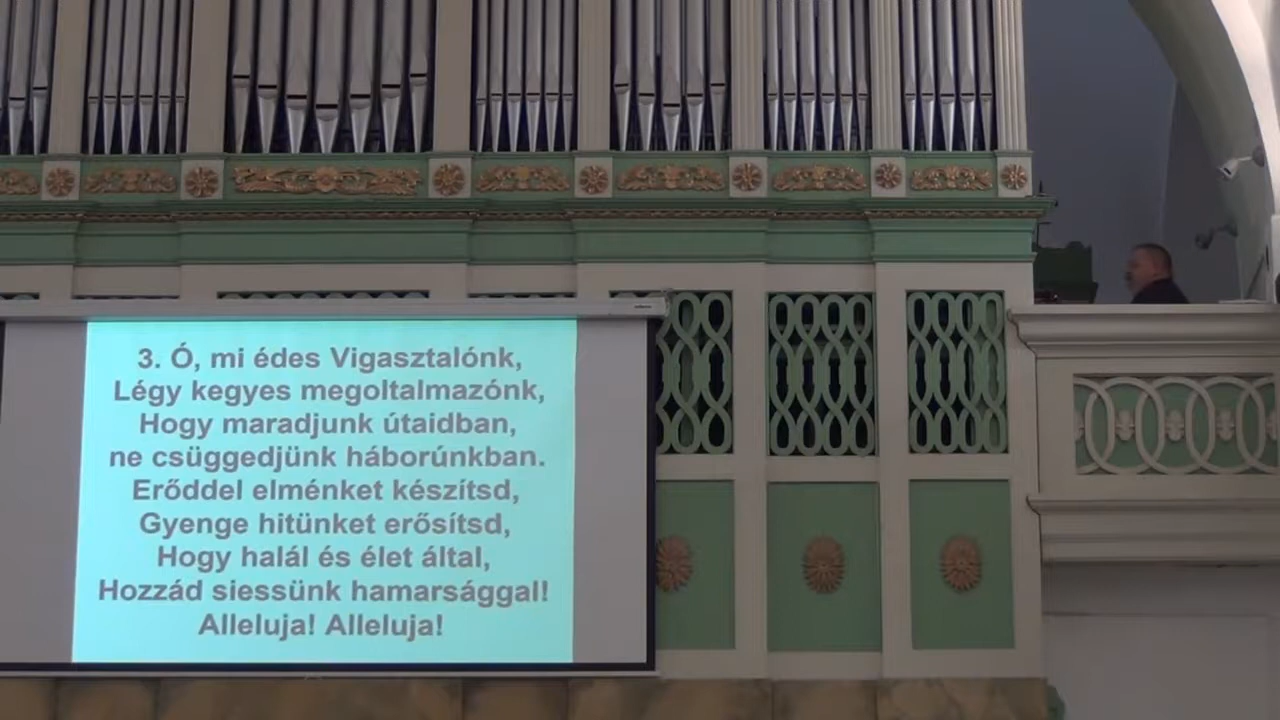 3. Ó, mi édes Vigasztalónk,
Légy kegyes megoltalmazónk,
Hogy maradjunk útaidban,
ne csüggedjünk háborúnkban.
Erőddel elménket készítsd,
Gyenge hitünket erősítsd,
Hogy halál és élet által,
Hozzád siessünk hamarsággal!
Alleluja! Alleluja!